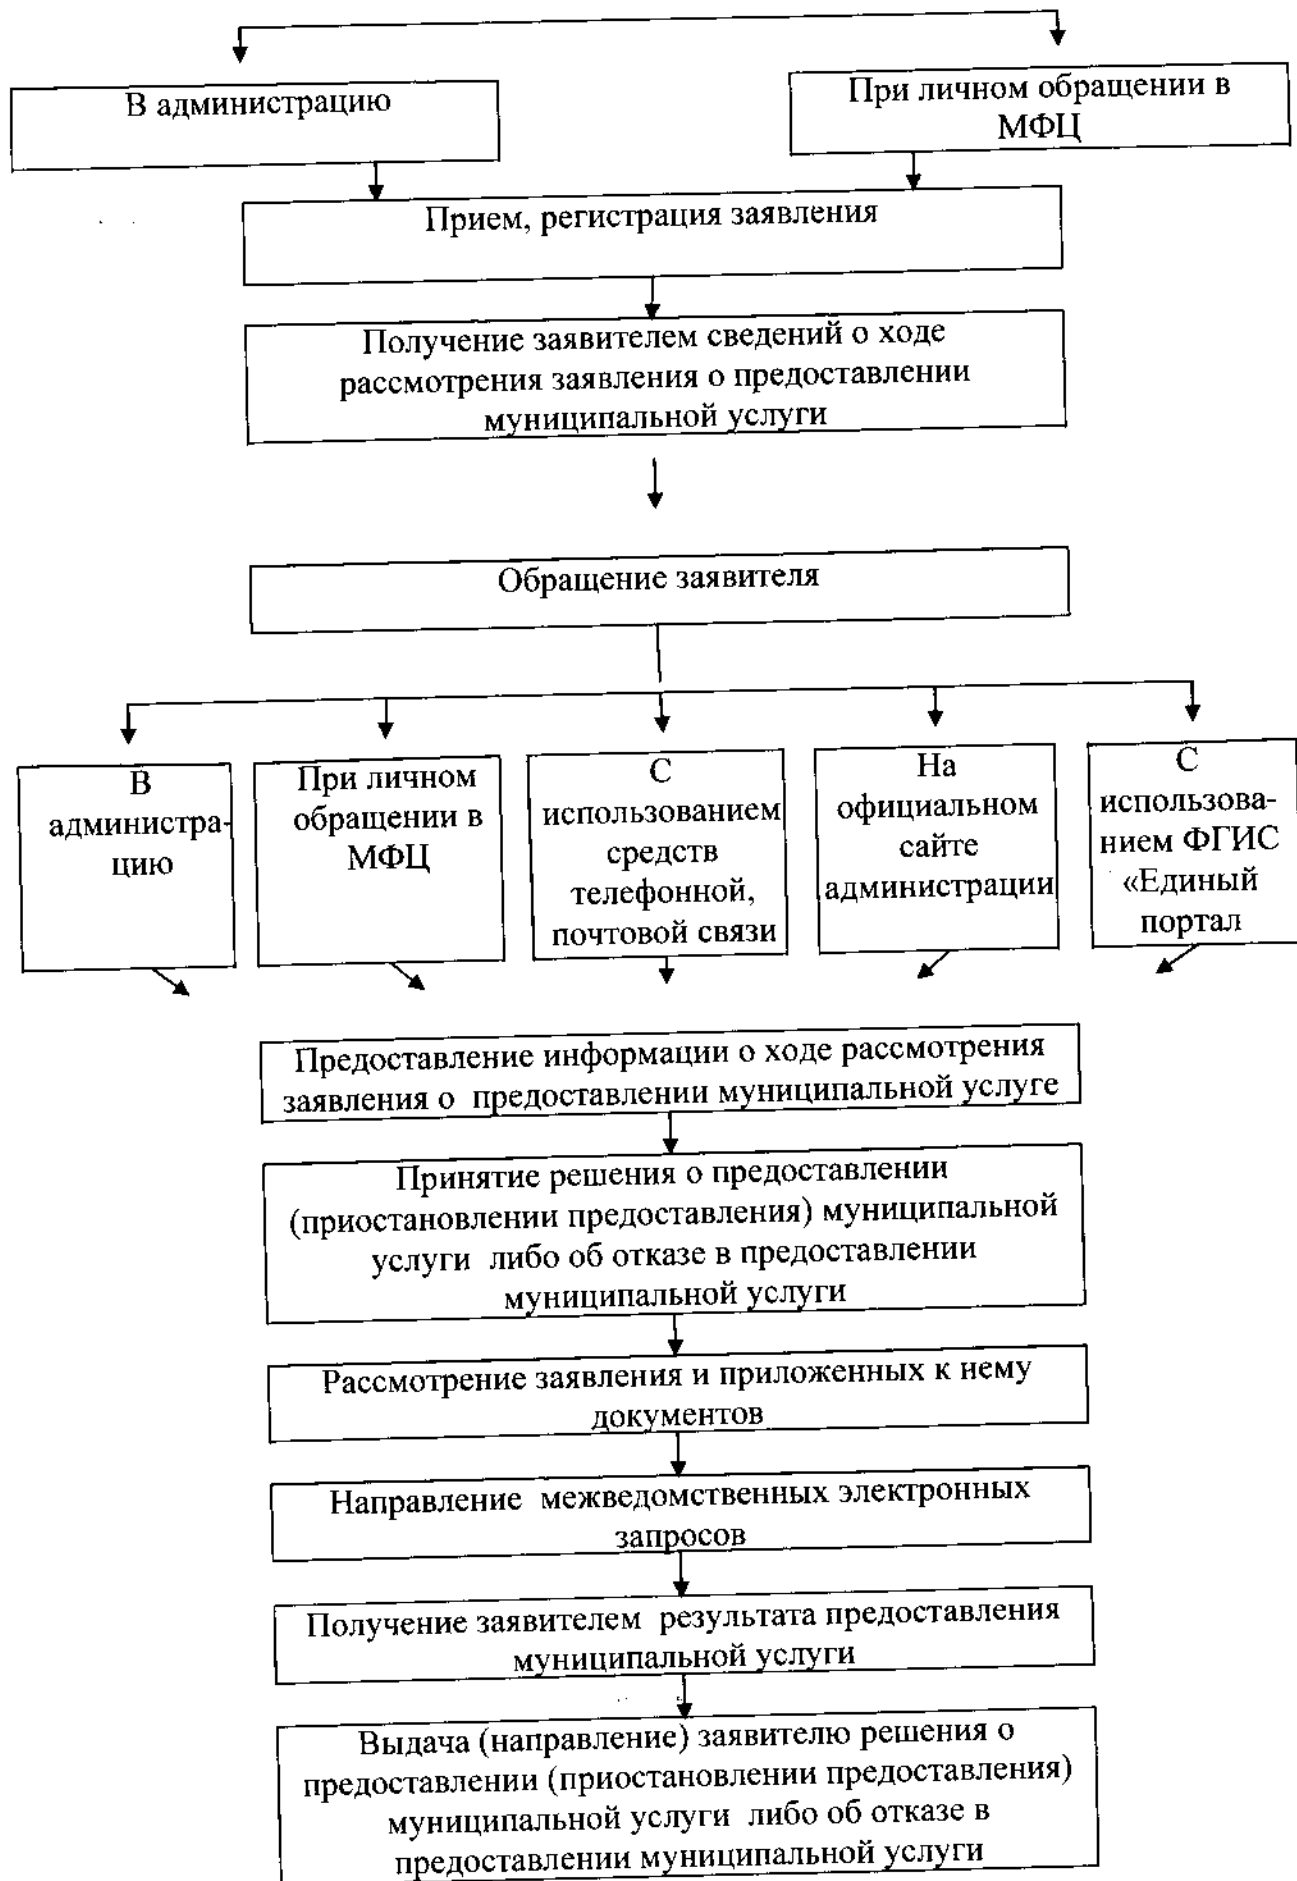 В администрацию
При личном обращении в
МФЦ
Прием, регистрация заявления
Получение заявителем сведений о ходе
рассмотрения заявления о предоставлении
муниципальной услуги
Обращение заявителя
В
администра-
цию
При личном
обращении в
МФЦ
С
использованием
средств
телефонной,
почтовой связи
На
официальном
сайте
администрации
С
использова-
нием ФГИС
«Единый
портал
Предоставление информации о ходе рассмотрения
заявления о предоставлении муниципальной услуге
Принятие решения о предоставлении
(приостановлении предоставления) муниципальной
услуги либо об отказе в предоставлении
муниципальной услуги
Рассмотрение заявления и приложенных к нему
документов
Направление межведомственных электронных
запросов
Получение заявителем результата предоставления
муниципальной услуги
Выдача (направление) заявителю решения о
предоставлении (приостановлении предоставления)
муниципальной услуги либо об отказе в
предоставлении муниципальной услуги